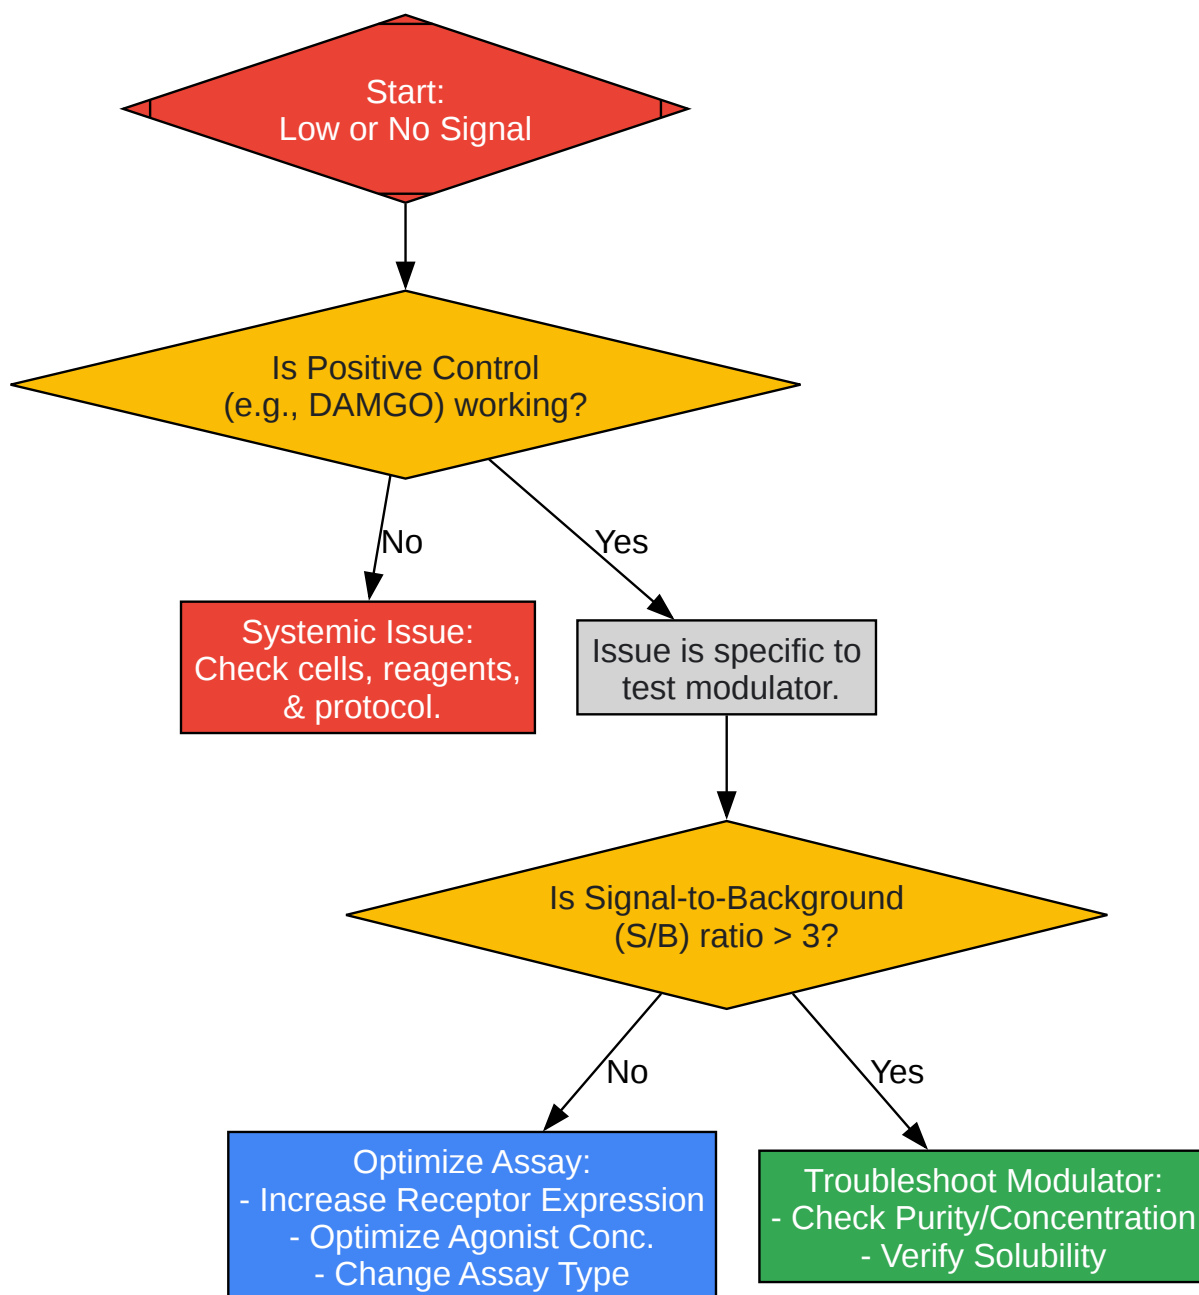 Start:
Low or No Signal
Is Positive Control
(e.g., DAMGO) working?
No
Yes
Systemic Issue:
Check cells, reagents,
& protocol.
Issue is specific to
test modulator.
Is Signal-to-Background
(S/B) ratio > 3?
No
Yes
Optimize Assay:
- Increase Receptor Expression
- Optimize Agonist Conc.
- Change Assay Type
Troubleshoot Modulator:
- Check Purity/Concentration
- Verify Solubility